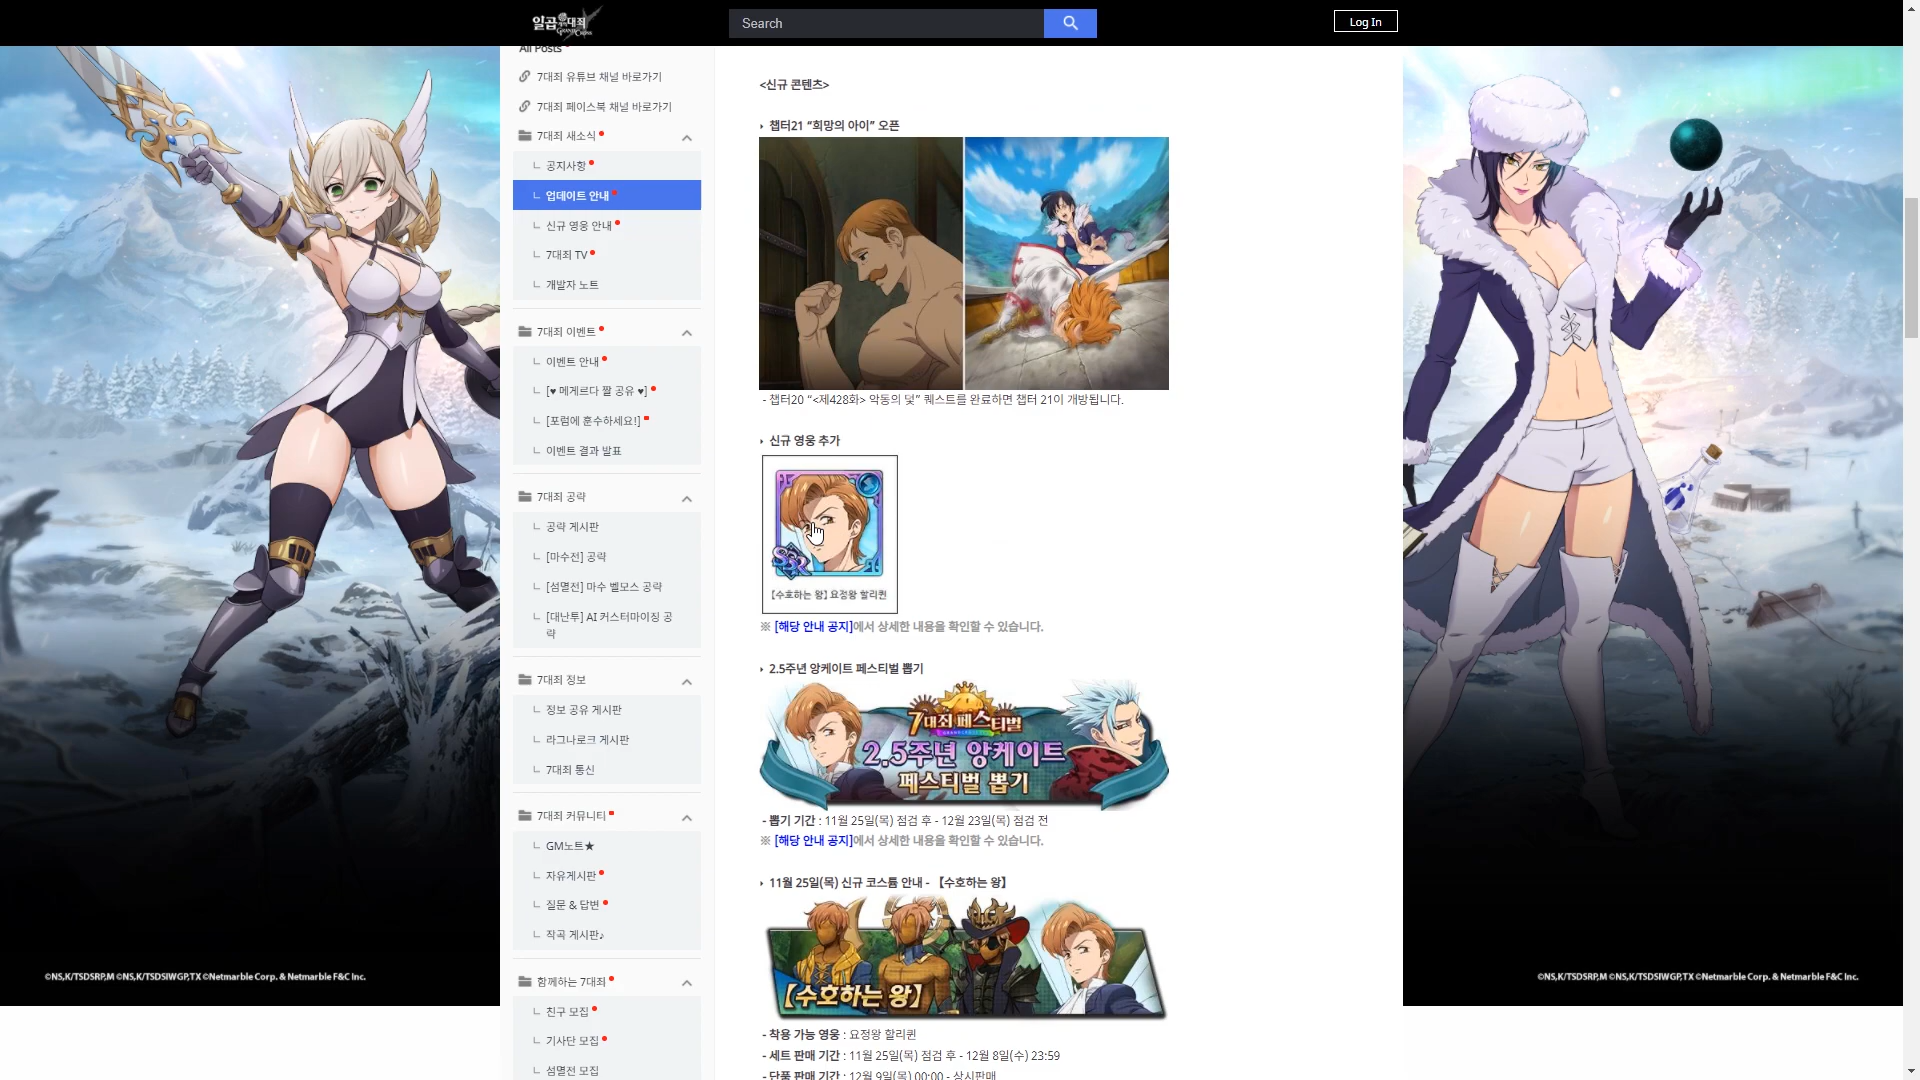 일곱개의대죄
GRAND CROSS
Search
Log In
All Posts
7대죄 유튜브 채널 바로가기
7대죄 페이스북 채널 바로가기
7대죄 새소식
공지사항
업데이트 안내
신규 영웅 안내
7대죄 TV
개발자 노트
7대죄 이벤트
이벤트 안내
[♥ 메게르다 짤 공유 ♥]
[포럼에 훈수하세요!]
이벤트 결과 발표
7대죄 공략
공략 게시판
[마수전] 공략
[섬멸전] 마수 벨모스 공략
[대난투] AI 커스터마이징 공
략
7대죄 정보
정보 공유 게시판
라그나로크 게시판
7대죄 통신
7대죄 커뮤니티
GM노트★
자유게시판
질문 & 답변
작곡 게시판♪
함께하는 7대죄
친구 모집
기사단 모집
섬멸전 모집
<신규 콘텐츠>
챕터21 “희망의 아이” 오픈
- 챕터20 “<제428화> 악동의 덫” 퀘스트를 완료하면 챕터 21이 개방됩니다.
신규 영웅 추가
SSR
【수호하는 왕】 요정왕 할리퀸
※ [해당 안내 공지]에서 상세한 내용을 확인할 수 있습니다.
2.5주년 앙케이트 페스티벌 뽑기
7대죄 페스티벌
2.5주년 앙케이트
페스티벌 뽑기
- 뽑기 기간 : 11월 25일(목) 점검 후 - 12월 23일(목) 점검 전
※ [해당 안내 공지]에서 상세한 내용을 확인할 수 있습니다.
11월 25일(목) 신규 코스튬 안내 - 【수호하는 왕】
【수호하는 왕】
- 착용 가능 영웅 : 요정왕 할리퀸
- 세트 판매 기간 : 11월 25일(목) 점검 후 - 12월 8일(수) 23:59
- 단품 판매 기간 : 12월 9일(목) 00:00 - 상시판매
©NS,K/TSDSRP,M ©NS,K/TSDSIWGP,TX ©Netmarble Corp. & Netmarble F&C Inc.
©NS,K/TSDSRP,M ©NS,K/TSDSIWGP,TX ©Netmarble Corp. & Netmarble F&C Inc.